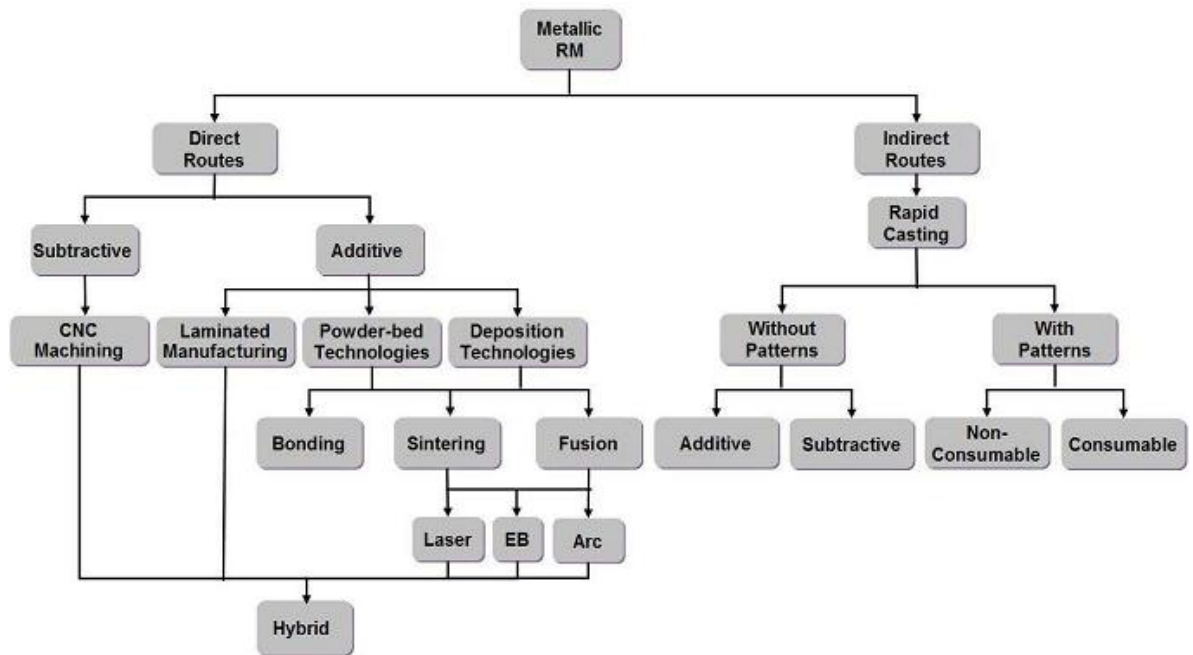 Metallic
RM
Direct
Routes
Indirect
Routes
Rapid
Casting
Subtractive
Additive
CNC
Machining
Laminated
Manufacturing
Powder-bed
Technologies
Deposition
Technologies
Without
Patterns
With
Patterns
Bonding
Sintering
Fusion
Additive
Subtractive
Non-
Consumable
Consumable
Laser
EB
Arc
Hybrid